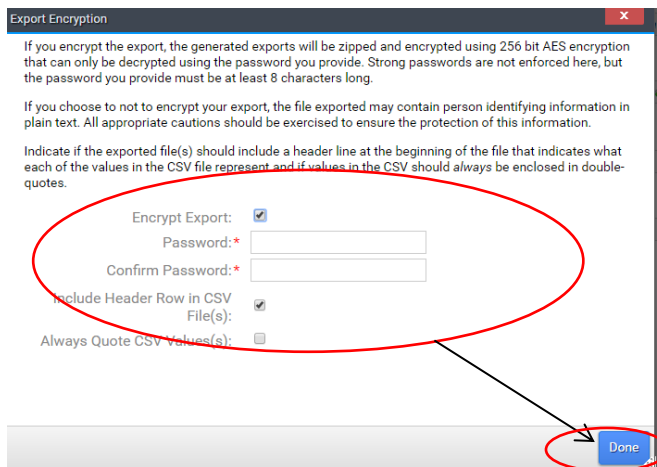 Export Encryption
x
If you encrypt the export, the generated exports will be zipped and encrypted using 256 bit AES encryption
that can only be decrypted using the password you provide. Strong passwords are not enforced here, but
the password you provide must be at least 8 characters long.
If you choose to not to encrypt your export, the file exported may contain person identifying information in
plain text. All appropriate cautions should be exercised to ensure the protection of this information.
Indicate if the exported file(s) should include a header line at the beginning of the file that indicates what
each of the values in the CSV file represent and if values in the CSV should always be enclosed in double-
quotes.
Encrypt Export:
Password:*
Confirm Password:*
Include Header Row in CSV
File(s):
Always Quote CSV Values(s):
Done